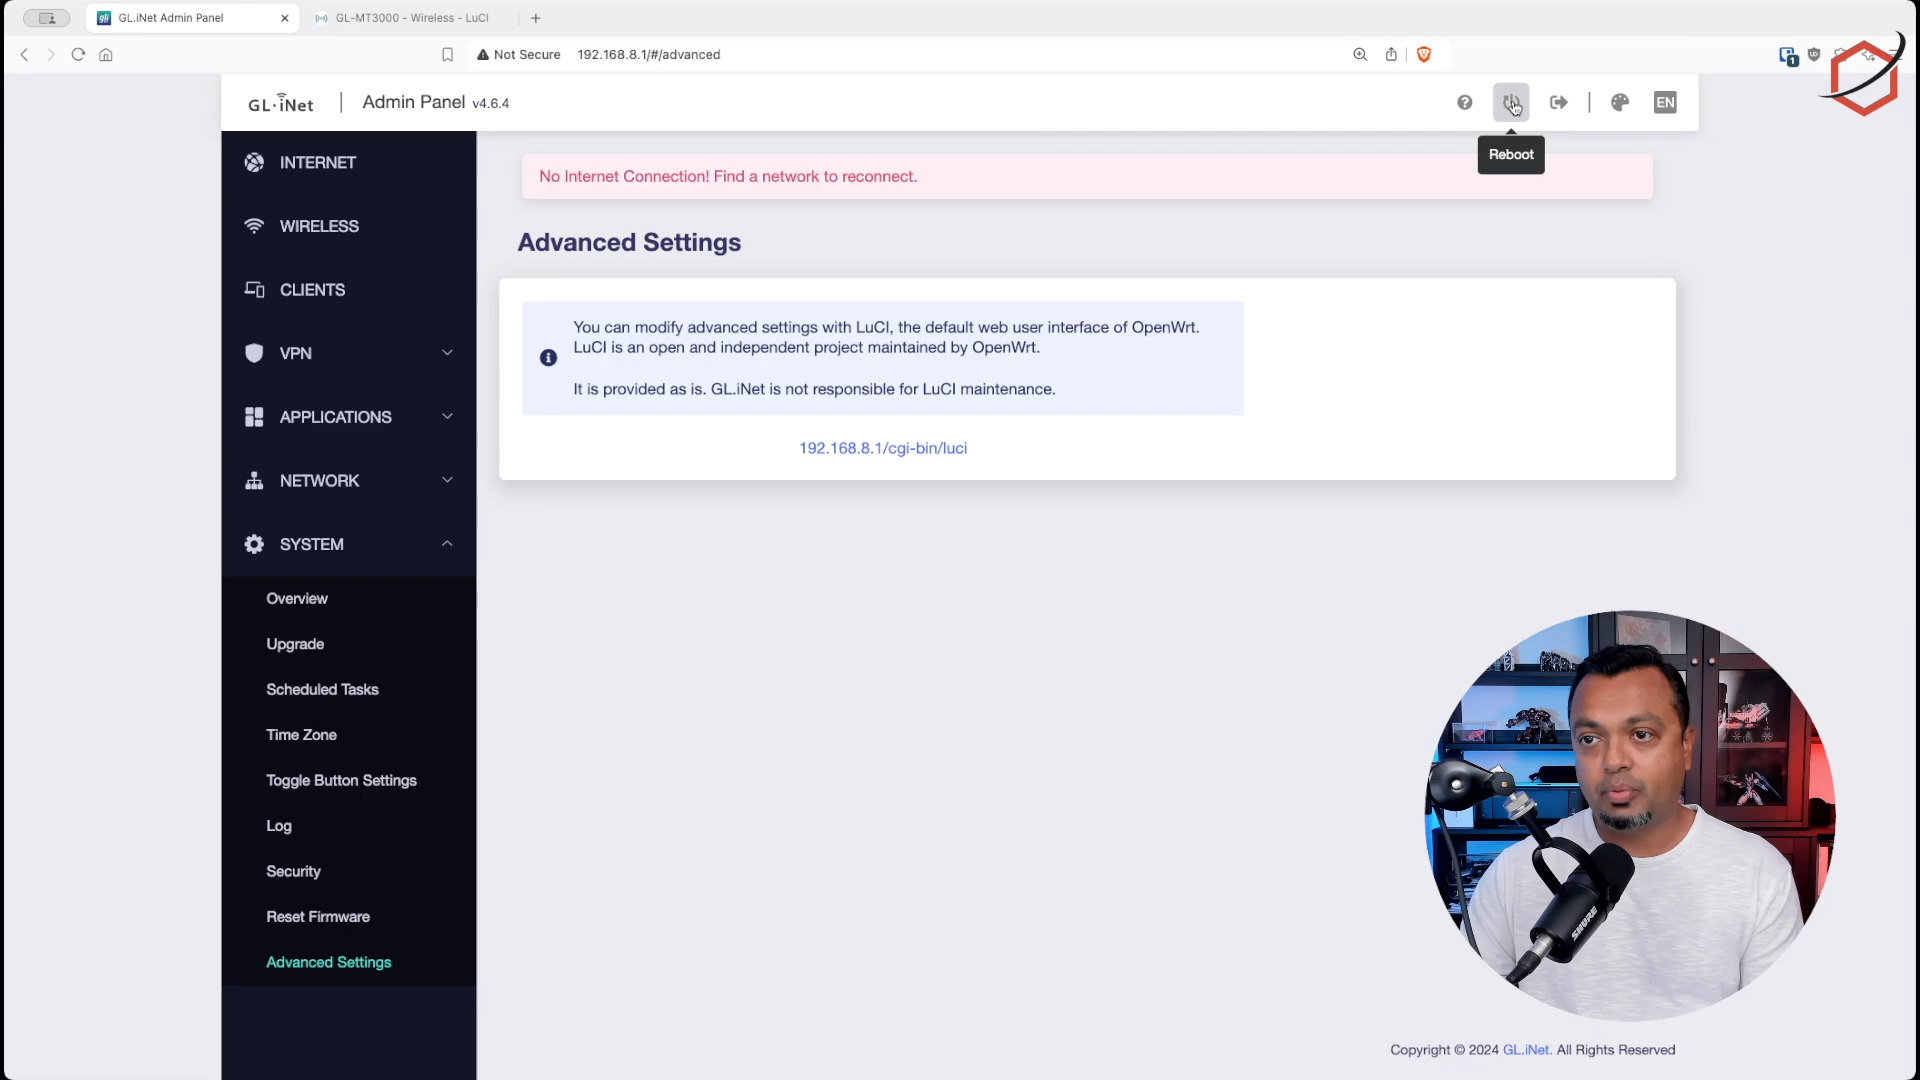 GL.iNet Admin Panel
GL-MT3000 - Wireless - LuCI
Not Secure 192.168.8.1/#/advanced
1
GL·iNet Admin Panel v4.6.4
EN
Reboot
INTERNET
WIRELESS
CLIENTS
VPN
APPLICATIONS
NETWORK
SYSTEM
Overview
Upgrade
Scheduled Tasks
Time Zone
Toggle Button Settings
Log
Security
Reset Firmware
Advanced Settings
No Internet Connection! Find a network to reconnect.
Advanced Settings
You can modify advanced settings with LuCI, the default web user interface of OpenWrt.
LuCI is an open and independent project maintained by OpenWrt.
It is provided as is. GL.iNet is not responsible for LuCI maintenance.
192.168.8.1/cgi-bin/luci
SHURE
Copyright © 2024 GL.iNet. All Rights Reserved